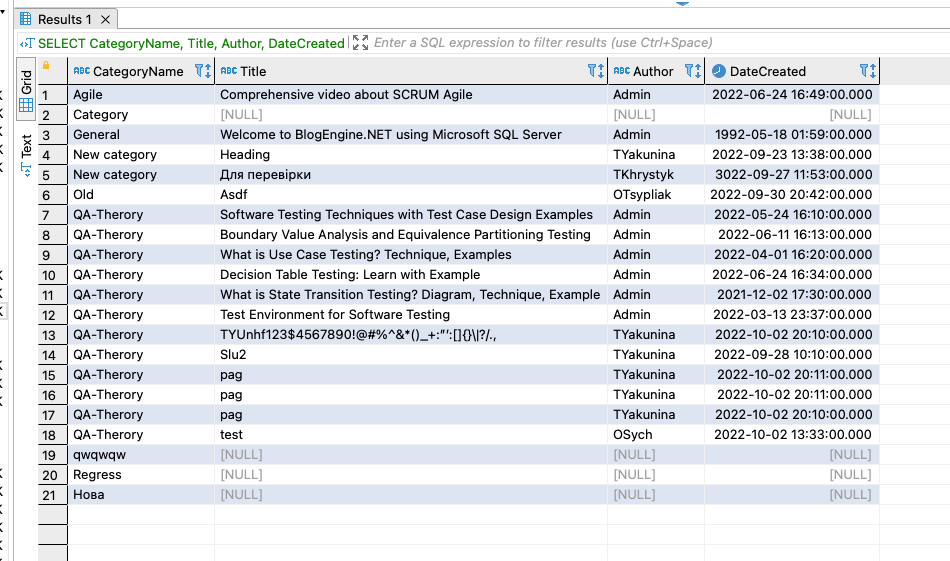 Results 1
SELECT CategoryName, Title, Author, DateCreated Enter a SQL expression to filter results (use Ctrl+Space)
Grid
Text
ABC CategoryName ABC Title ABC Author DateCreated
1 Agile Comprehensive video about SCRUM Agile Admin 2022-06-24 16:49:00.000
2 Category [NULL] [NULL] [NULL]
3 General Welcome to BlogEngine.NET using Microsoft SQL Server Admin 1992-05-18 01:59:00.000
4 New category Heading TYakunina 2022-09-23 13:38:00.000
5 New category Для перевірки TKhrystyk 3022-09-27 11:53:00.000
6 Old Asdf OTsypliak 2022-09-30 20:42:00.000
7 QA-Therory Software Testing Techniques with Test Case Design Examples Admin 2022-05-24 16:10:00.000
8 QA-Therory Boundary Value Analysis and Equivalence Partitioning Testing Admin 2022-06-11 16:13:00.000
9 QA-Therory What is Use Case Testing? Technique, Examples Admin 2022-04-01 16:20:00.000
10 QA-Therory Decision Table Testing: Learn with Example Admin 2022-06-24 16:34:00.000
11 QA-Therory What is State Transition Testing? Diagram, Technique, Example Admin 2021-12-02 17:30:00.000
12 QA-Therory Test Environment for Software Testing Admin 2022-03-13 23:37:00.000
13 QA-Therory TYUnhf123$4567890!@#%^&*()_+:"':[]{}\|?/., TYakunina 2022-10-02 20:10:00.000
14 QA-Therory Slu2 TYakunina 2022-09-28 10:10:00.000
15 QA-Therory pag TYakunina 2022-10-02 20:11:00.000
16 QA-Therory pag TYakunina 2022-10-02 20:11:00.000
17 QA-Therory pag TYakunina 2022-10-02 20:10:00.000
18 QA-Therory test OSych 2022-10-02 13:33:00.000
19 qwqwqw [NULL] [NULL] [NULL]
20 Regress [NULL] [NULL] [NULL]
21 Нова [NULL] [NULL] [NULL]